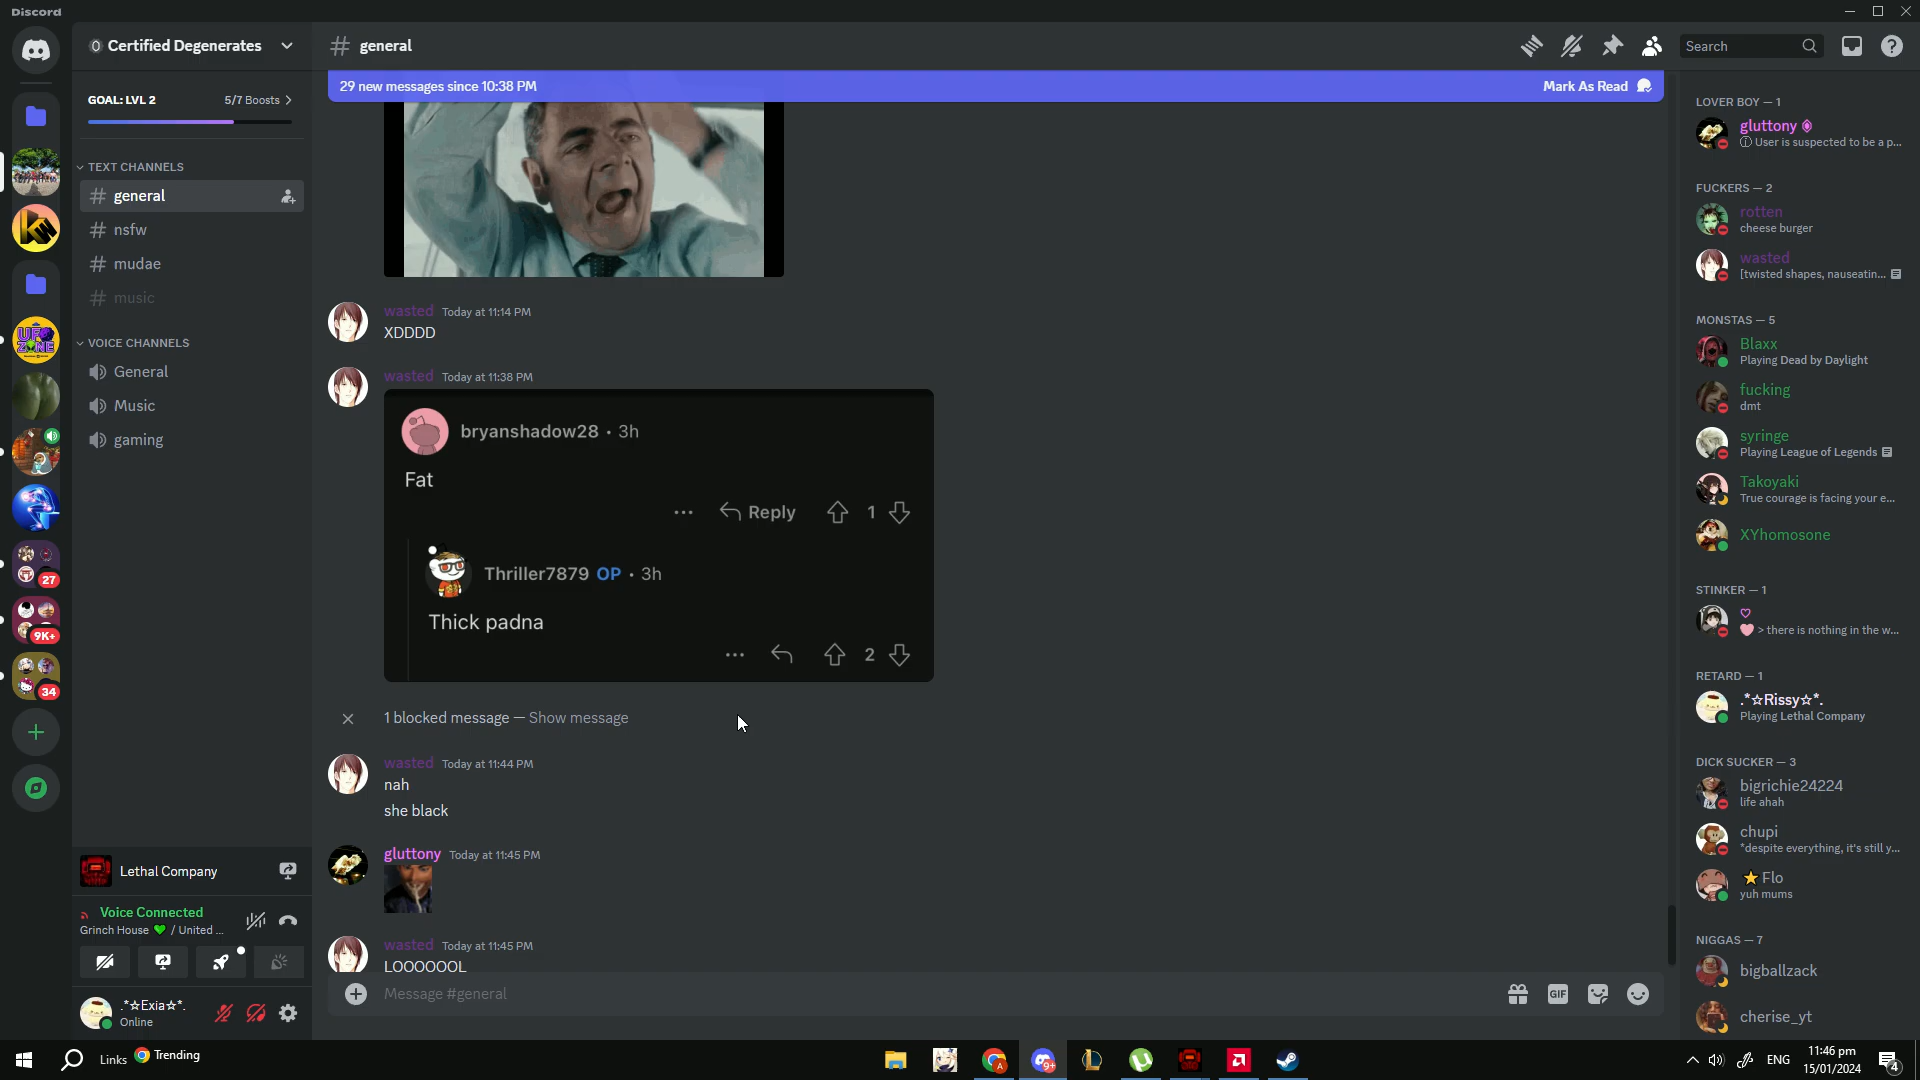 Discord
Certified Degenerates
general
Search
29 new messages since 10:38 PM
Mark As Read
GOAL: LVL 2
5/7 Boosts
TEXT CHANNELS
general
nsfw
mudae
music
VOICE CHANNELS
General
Music
gaming
UFO
ZONE
27
9K+
34
Lethal Company
Voice Connected
Grinch House 💚 / United ...
.*☆Exia☆*.
Online
wasted Today at 11:14 PM
XDDDD
wasted Today at 11:38 PM
bryanshadow28 • 3h
Fat
Reply 1
Thriller7879 OP • 3h
Thick padna
2
1 blocked message — Show message
wasted Today at 11:44 PM
nah
she black
gluttony Today at 11:45 PM
wasted Today at 11:45 PM
LOOOOOOL
Message #general
GIF
LOVER BOY — 1
gluttony
User is suspected to be a p...
FUCKERS — 2
rotten
cheese burger
wasted
[twisted shapes, nauseatin...
MONSTAS — 5
Blaxx
Playing Dead by Daylight
fucking
dmt
syringe
Playing League of Legends
Takoyaki
True courage is facing your e...
XYhomosone
STINKER — 1
♡
🩷 > there is nothing in the w...
RETARD — 1
.*☆Rissy☆*.
Playing Lethal Company
DICK SUCKER — 3
bigrichie24224
life ahah
chupi
*despite everything, it's still y...
⭐ Flo
yuh mums
NIGGAS — 7
bigballzack
cherise_yt
Links
Trending
9+
ENG
11:46 pm
15/01/2024
4